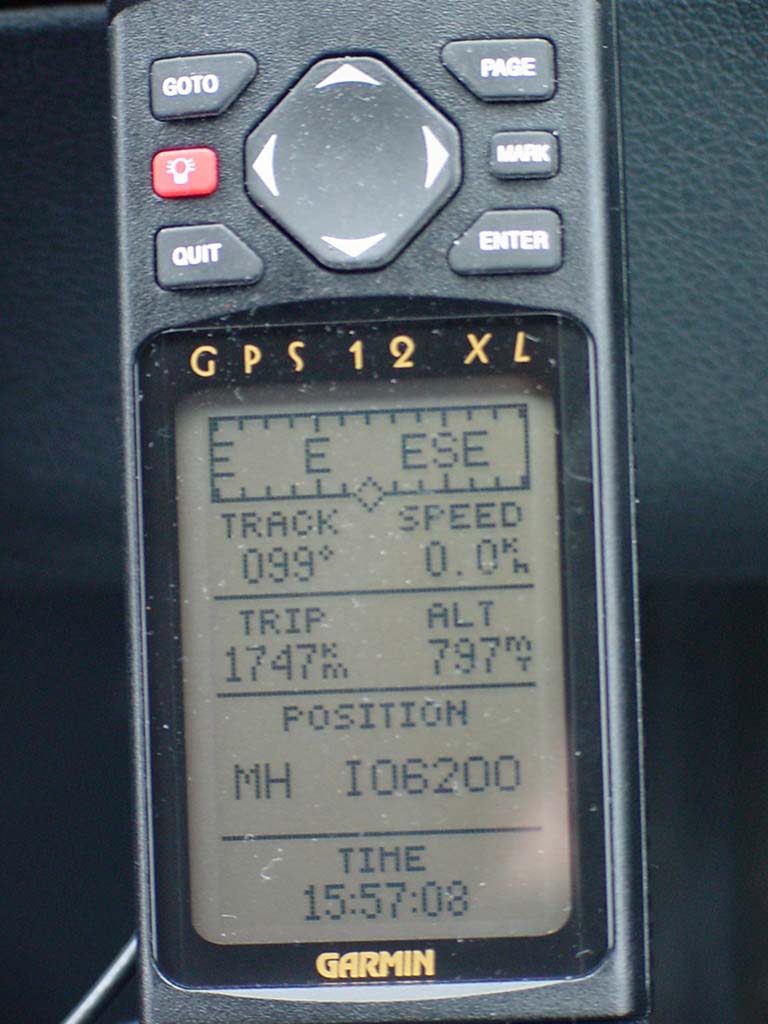 GOTO PAGE
MARK
QUIT ENTER
GPS 12 XL
E E ESE
TRACK SPEED
099° 0.0 K h
TRIP ALT
1747 K m 797 m T
POSITION
MH IO6200
TIME
15:57:08
GARMIN